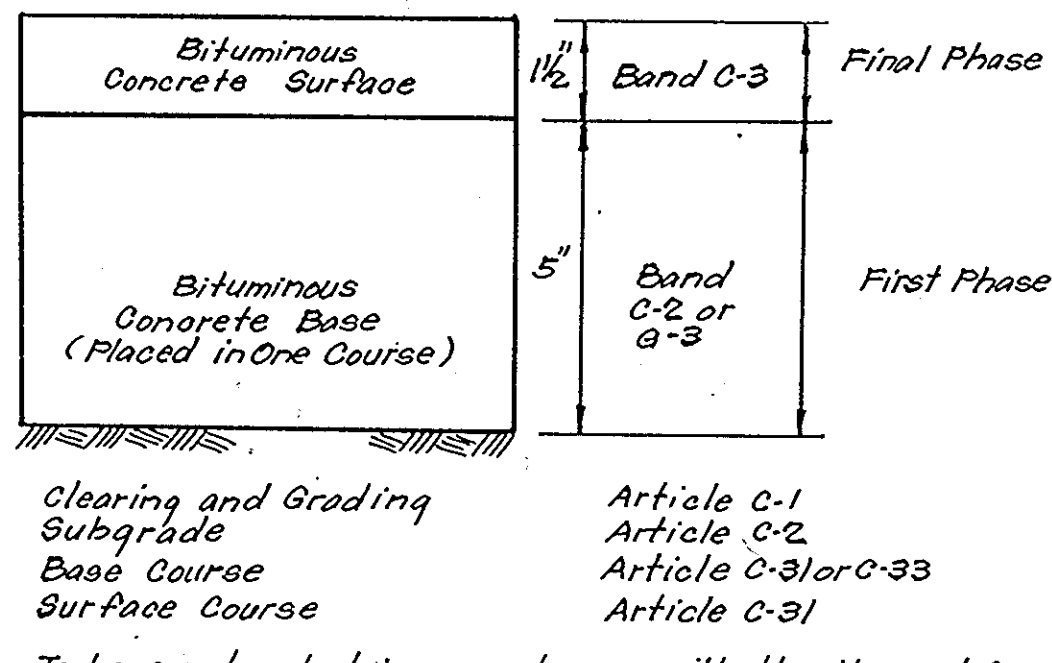 Bituminous
Concrete Surface
1½"
Band C-3
Final Phase
Bituminous
Concrete Base
(Placed in One Course)
5"
Band
C-2 or
G-3
First Phase
Clearing and Grading Article C-1
Subgrade Article C-2
Base Course Article C-31 or C-33
Surface Course Article C-31